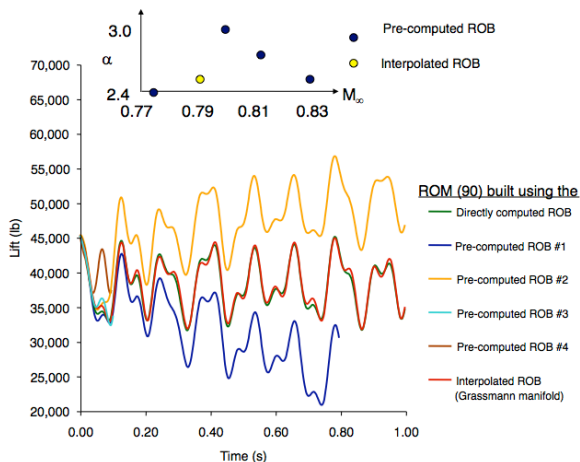 3.0
α
2.4
0.77 0.79 0.81 0.83 M∞
Pre-computed ROB
Interpolated ROB
70,000
65,000
60,000
55,000
50,000
45,000
40,000
35,000
30,000
25,000
20,000
Lift (lb)
0.00 0.20 0.40 0.60 0.80 1.00
Time (s)
ROM (90) built using the
Directly computed ROB
Pre-computed ROB #1
Pre-computed ROB #2
Pre-computed ROB #3
Pre-computed ROB #4
Interpolated ROB
(Grassmann manifold)